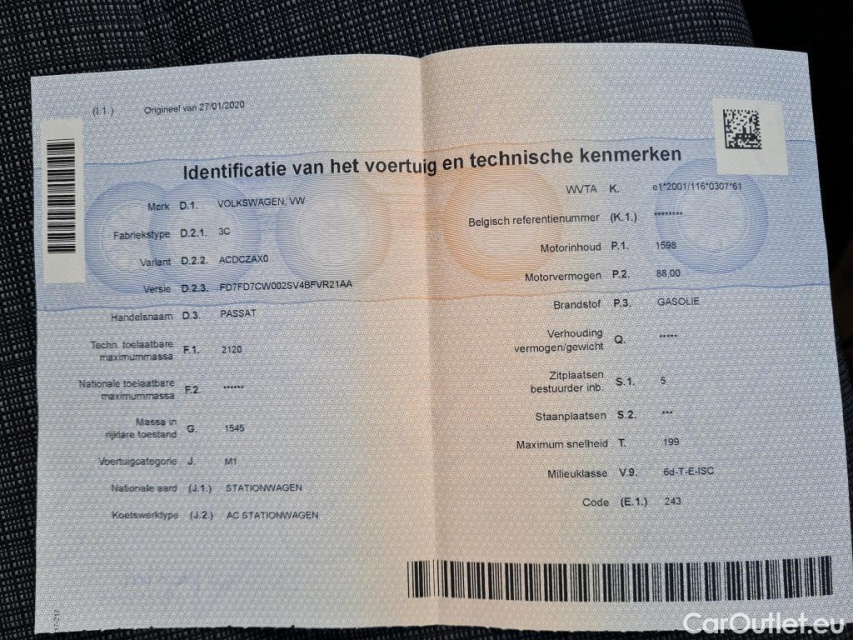 (I.1.) Origineel van 27/01/2020
Identificatie van het voertuig en technische kenmerken
Merk D.1. VOLKSWAGEN, VW
Fabriekstype D.2.1. 3C
Variant D.2.2. ACDCZAX0
Versie D.2.3. FD7FD7CW002SV4BFVR21AA
Handelsnaam D.3. PASSAT
Techn. toelaatbare
maximummassa F.1. 2120
Nationale toelaatbare
maximummassa F.2. ******
Massa in
rijklare toestand G. 1545
Voertuigcategorie J. M1
Nationale aard (J.1.) STATIONWAGEN
Koetswerktype (J.2.) AC STATIONWAGEN
WVTA K. e1*2001/116*0307*61
Belgisch referentienummer (K.1.) ********
Motorinhoud P.1. 1598
Motorvermogen P.2. 88,00
Brandstof P.3. GASOLIE
Verhouding
vermogen/gewicht Q. *****
Zitplaatsen
bestuurder inb. S.1. 5
Staanplaatsen S.2. ***
Maximum snelheid T. 199
Milieuklasse V.9. 6d-T-E-ISC
Code (E.1.) 243
CarOutlet.eu